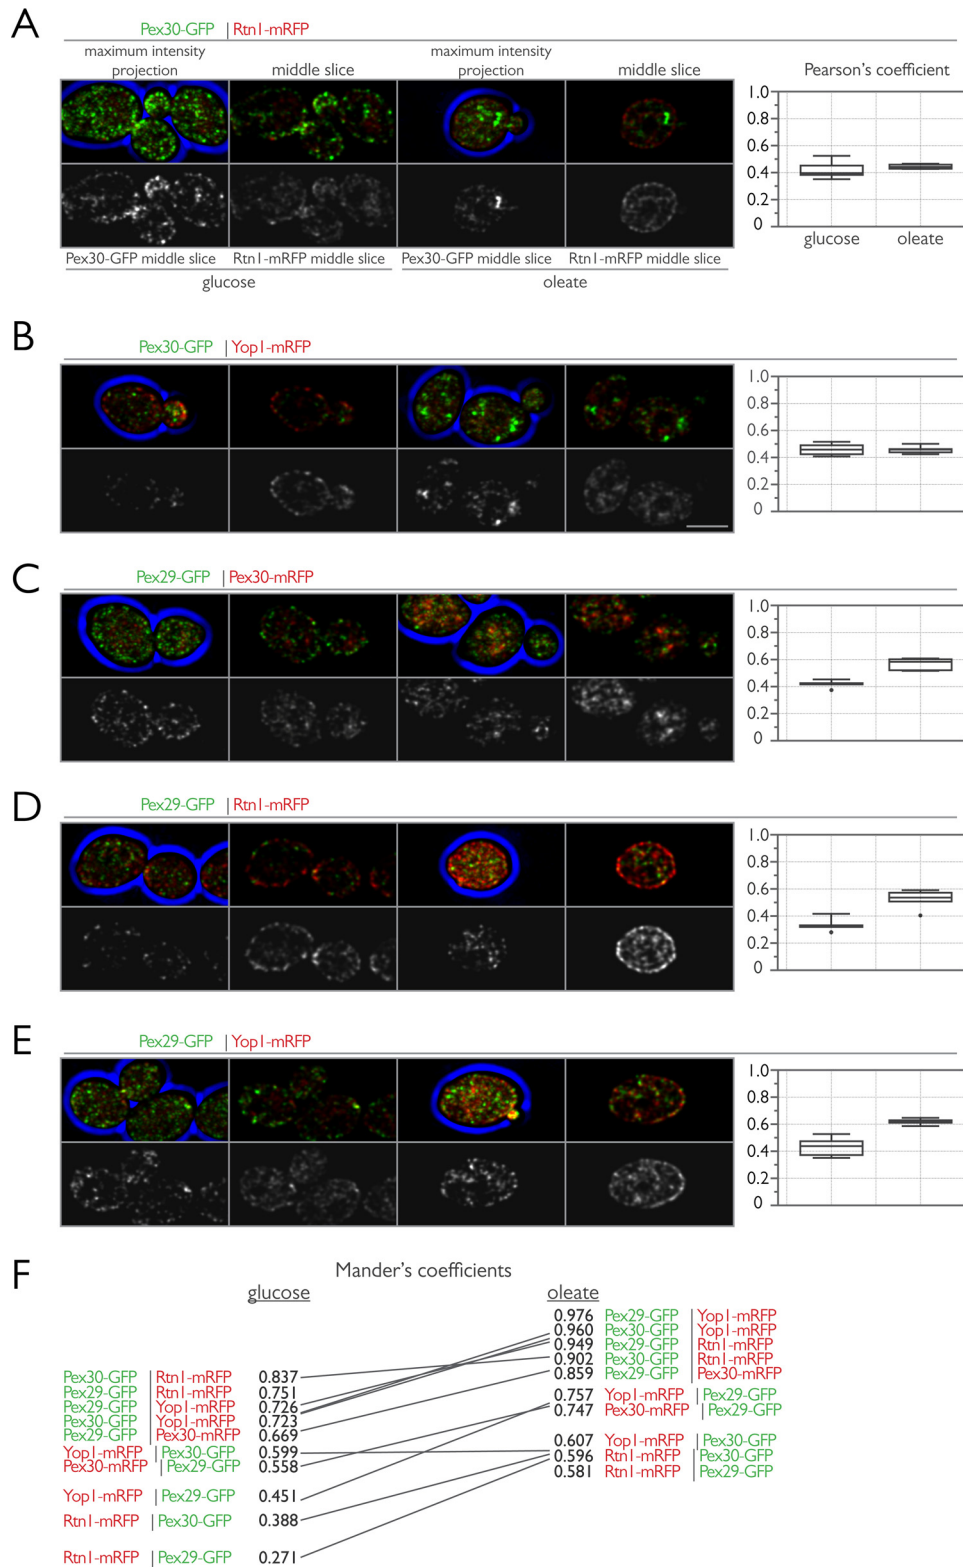 A
Pex30-GFP | Rtn1-mRFP
maximum intensity projection
middle slice
maximum intensity projection
middle slice
Pearson's coefficient
1.0
0.8
0.6
0.4
0.2
0
glucose
oleate
Pex30-GFP middle slice
Rtn1-mRFP middle slice
Pex30-GFP middle slice
Rtn1-mRFP middle slice
glucose
oleate
B
Pex30-GFP | Yop1-mRFP
1.0
0.8
0.6
0.4
0.2
0
C
Pex29-GFP | Pex30-mRFP
1.0
0.8
0.6
0.4
0.2
0
D
Pex29-GFP | Rtn1-mRFP
1.0
0.8
0.6
0.4
0.2
0
E
Pex29-GFP | Yop1-mRFP
1.0
0.8
0.6
0.4
0.2
0
F
Mander's coefficients
glucose
Pex30-GFP | Rtn1-mRFP 0.837
Pex29-GFP | Rtn1-mRFP 0.751
Pex29-GFP | Yop1-mRFP 0.726
Pex30-GFP | Yop1-mRFP 0.723
Pex29-GFP | Pex30-mRFP 0.669
Yop1-mRFP | Pex30-GFP 0.599
Pex30-mRFP | Pex29-GFP 0.558
Yop1-mRFP | Pex29-GFP 0.451
Rtn1-mRFP | Pex30-GFP 0.388
Rtn1-mRFP | Pex29-GFP 0.271
oleate
0.976 Pex29-GFP | Yop1-mRFP
0.960 Pex30-GFP | Yop1-mRFP
0.949 Pex29-GFP | Rtn1-mRFP
0.902 Pex30-GFP | Rtn1-mRFP
0.859 Pex29-GFP | Pex30-mRFP
0.757 Yop1-mRFP | Pex29-GFP
0.747 Pex30-mRFP | Pex29-GFP
0.607 Yop1-mRFP | Pex30-GFP
0.596 Rtn1-mRFP | Pex30-GFP
0.581 Rtn1-mRFP | Pex29-GFP